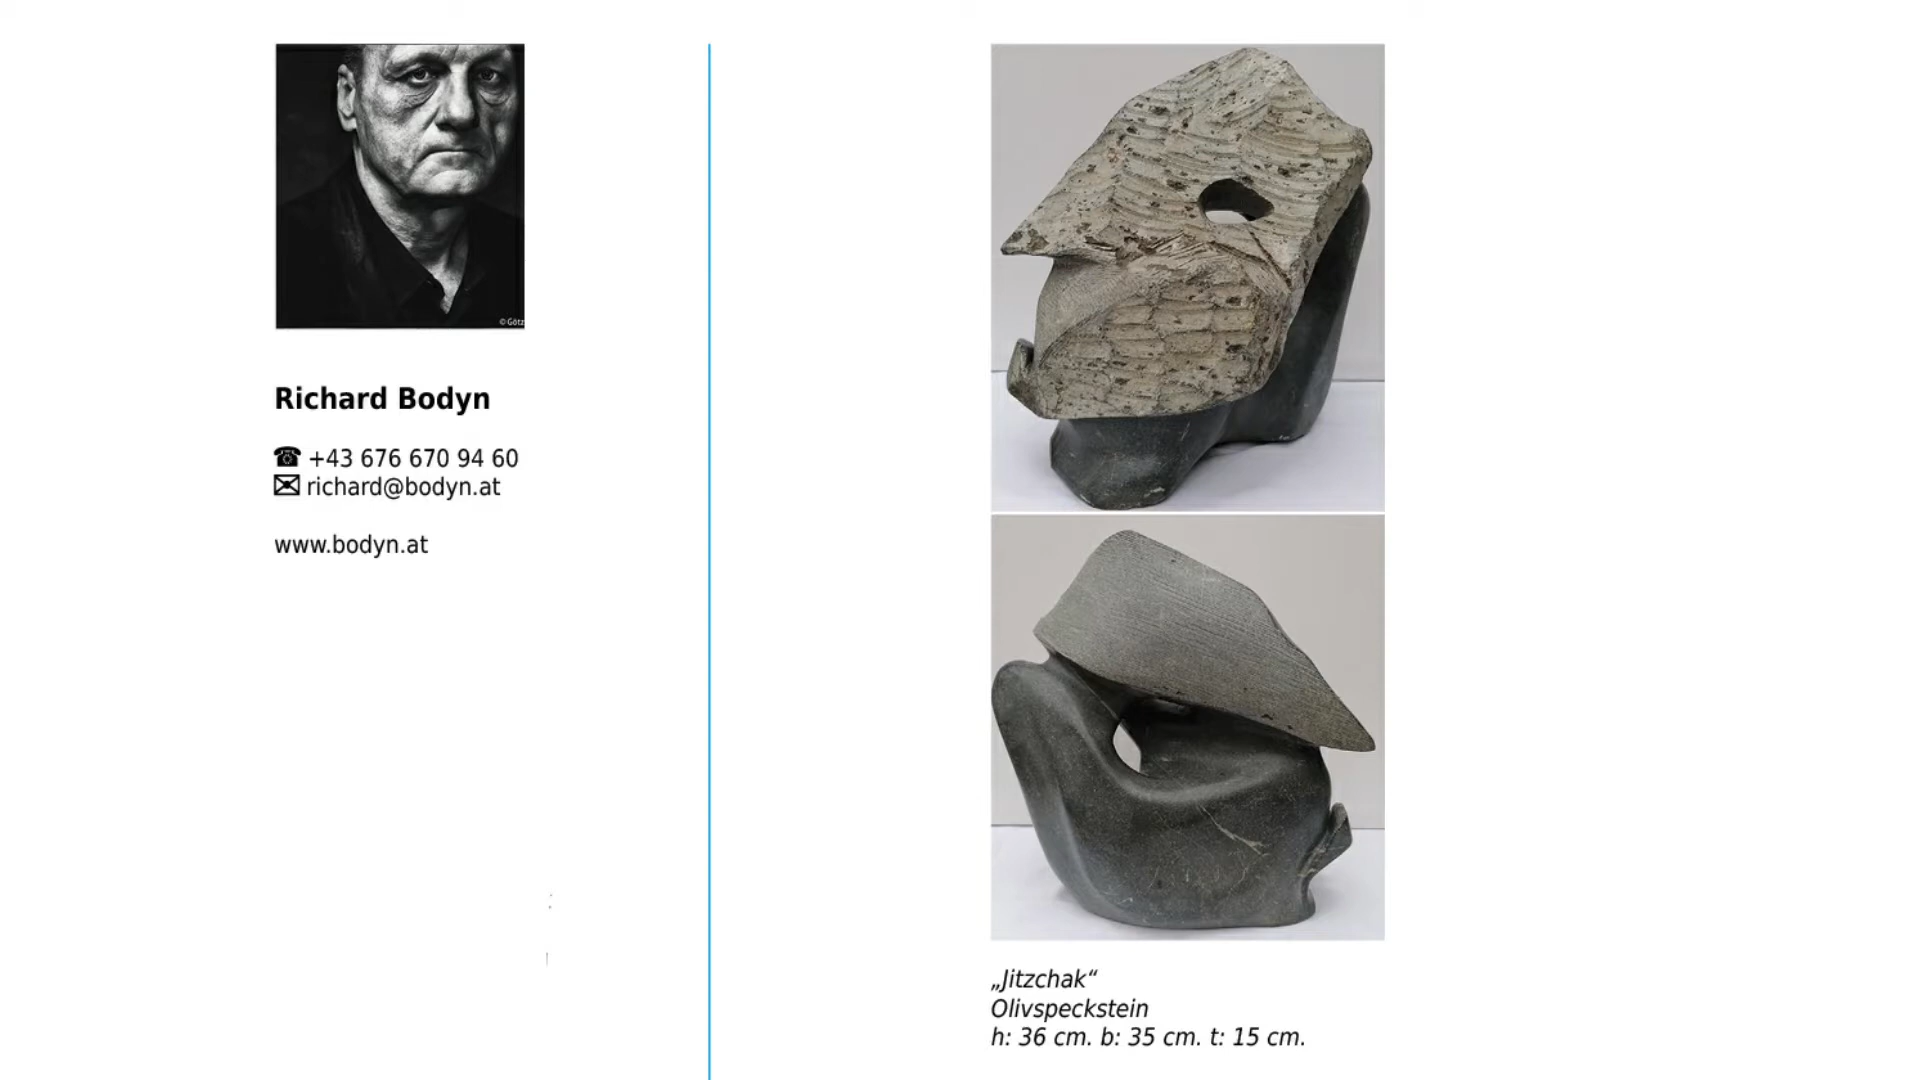 © Götz
Richard Bodyn
☎ +43 676 670 94 60
✉ richard@bodyn.at
www.bodyn.at
„Jitzchak“
Olivspeckstein
h: 36 cm. b: 35 cm. t: 15 cm.